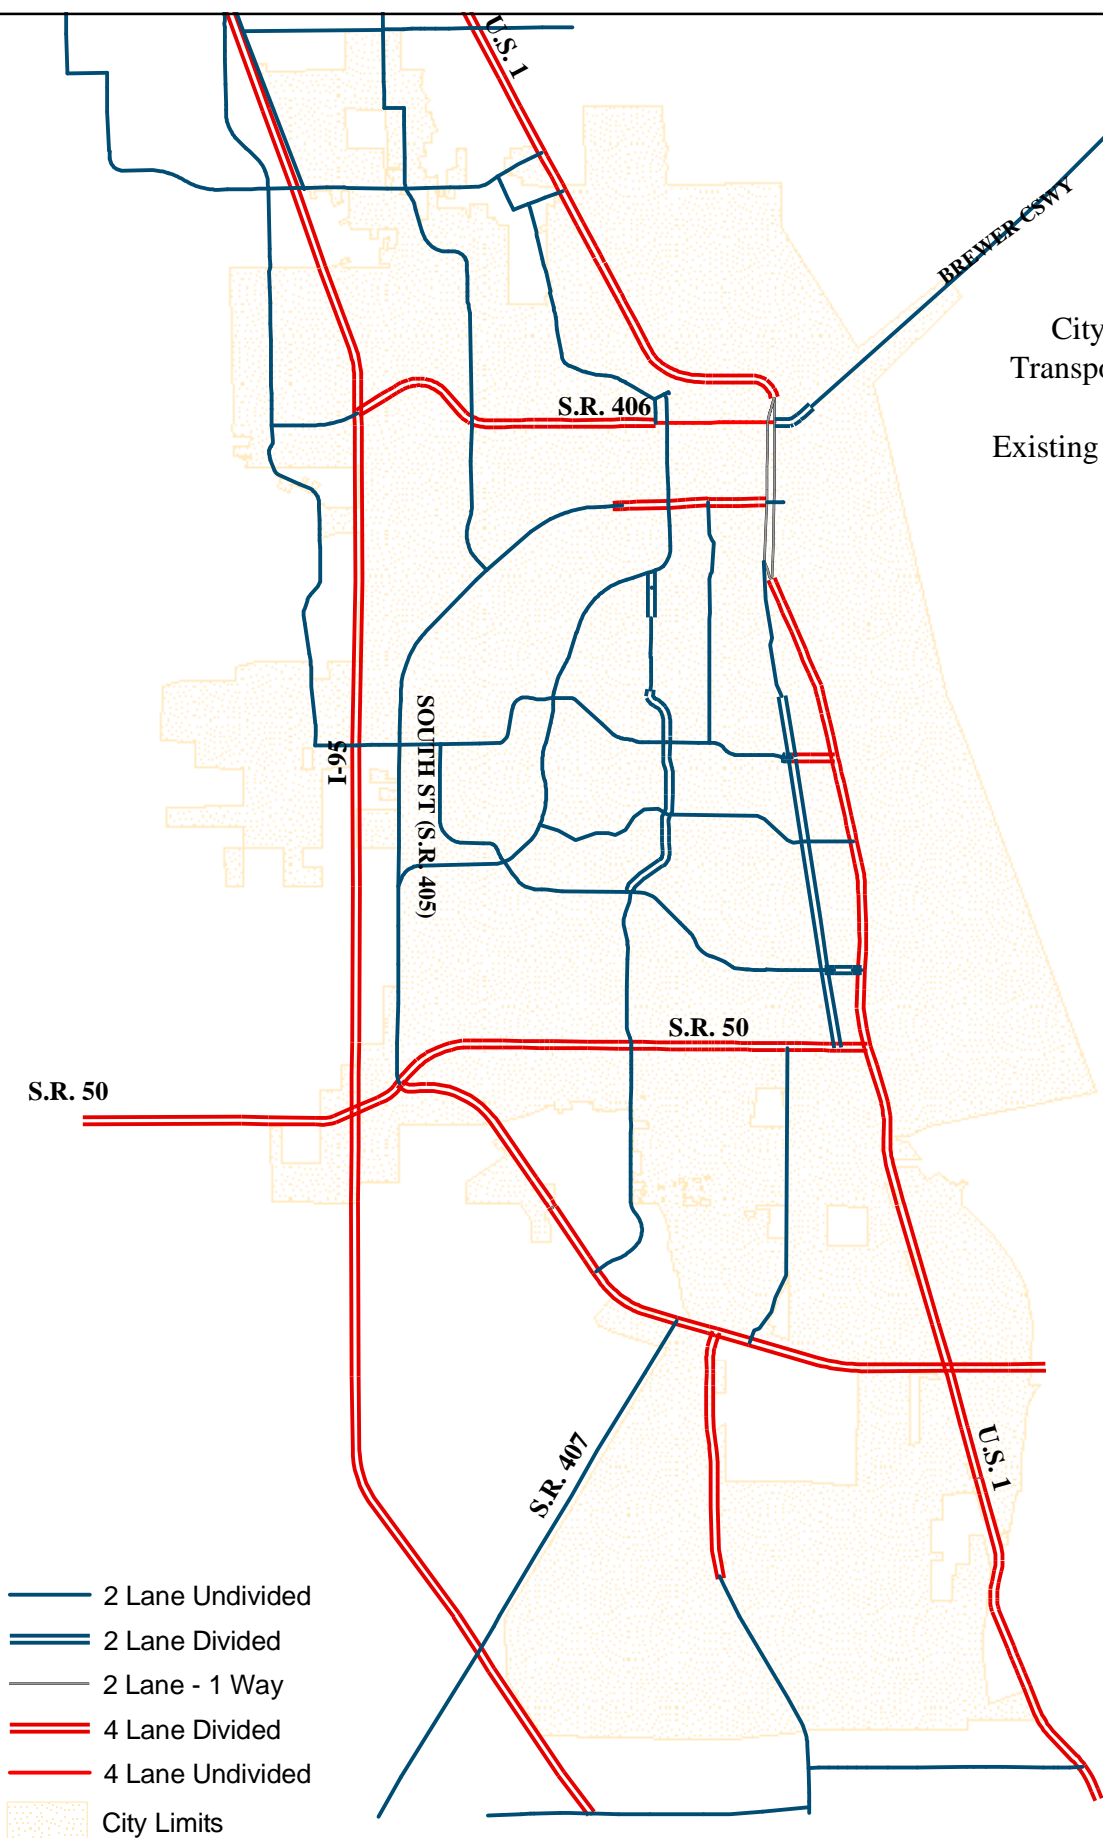 U.S. 1
BREWER CSWY
City
Transpo
S.R. 406
Existing
I-95
SOUTH ST (S.R. 405)
S.R. 50
S.R. 50
U.S. 1
S.R. 407
2 Lane Undivided
2 Lane Divided
2 Lane - 1 Way
4 Lane Divided
4 Lane Undivided
City Limits